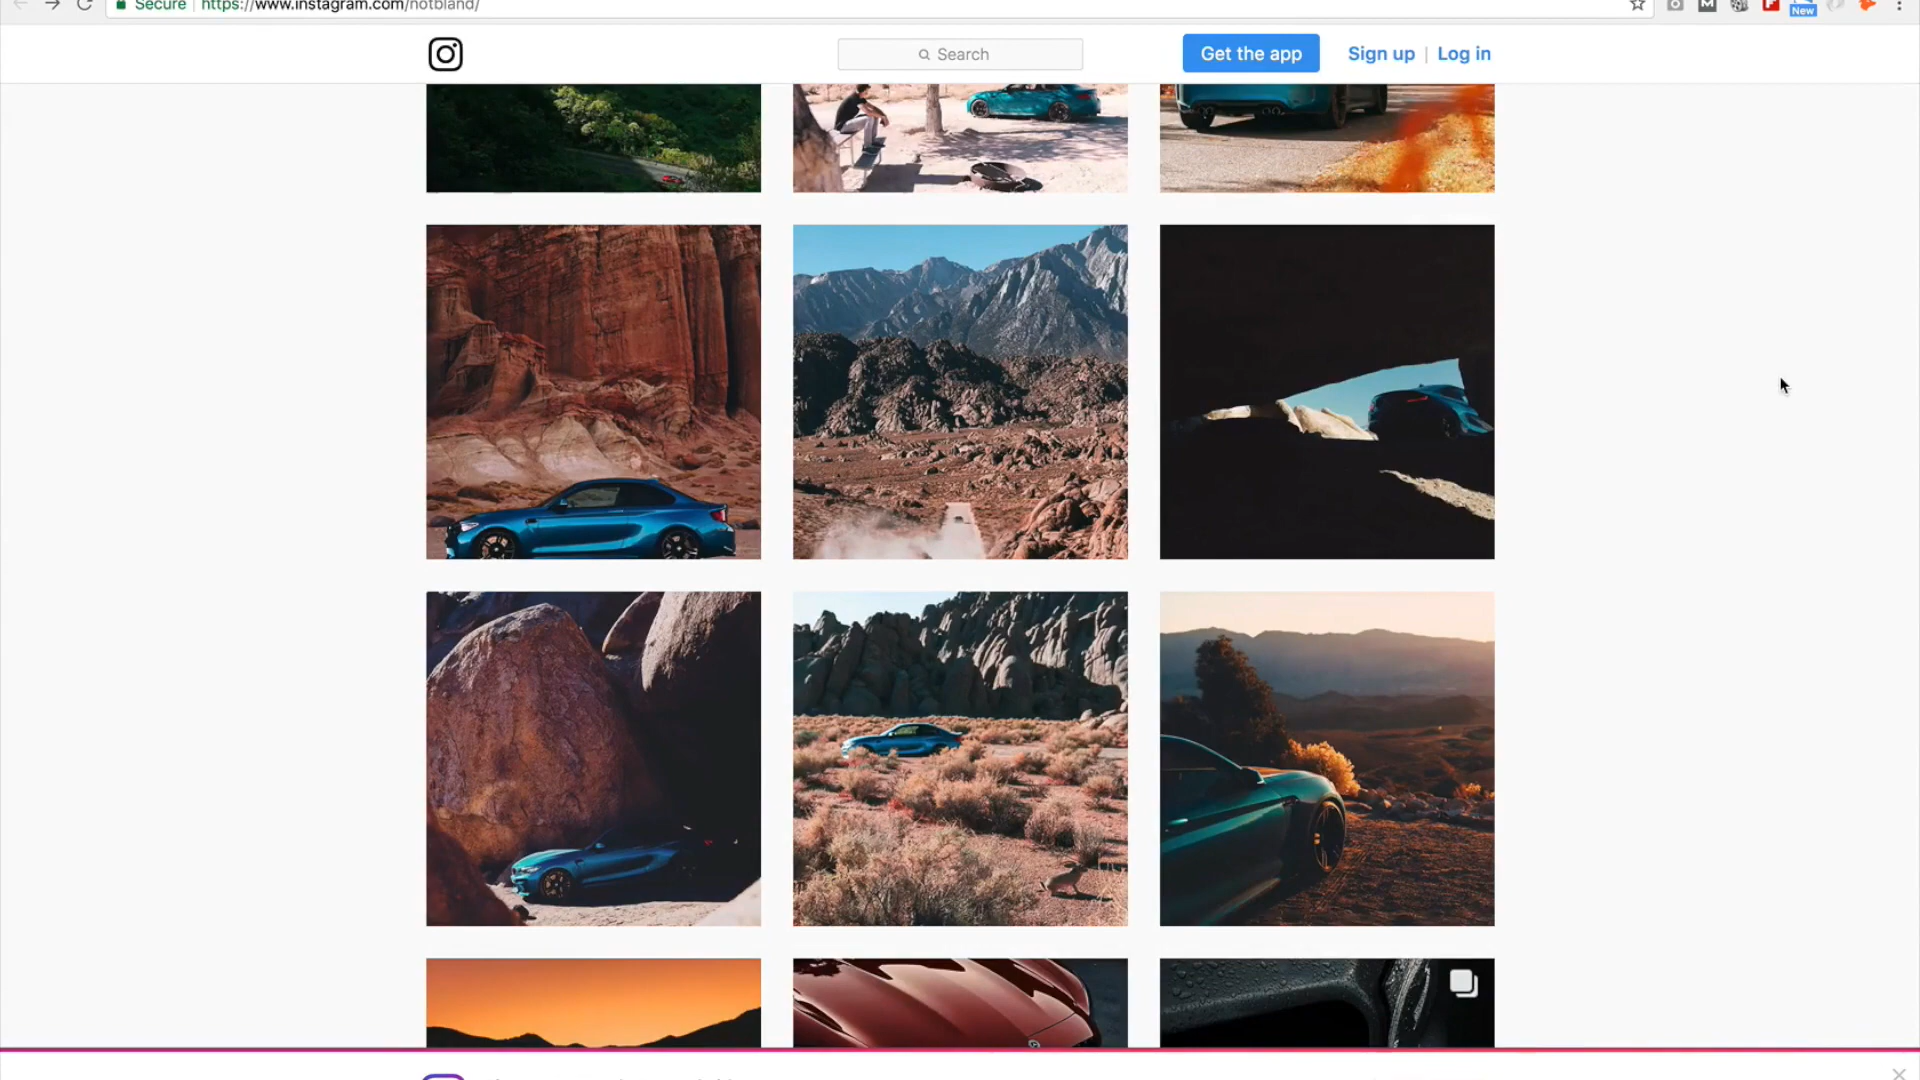 Secure https://www.instagram.com/notbland/
New
Search
Get the app
Sign up | Log in